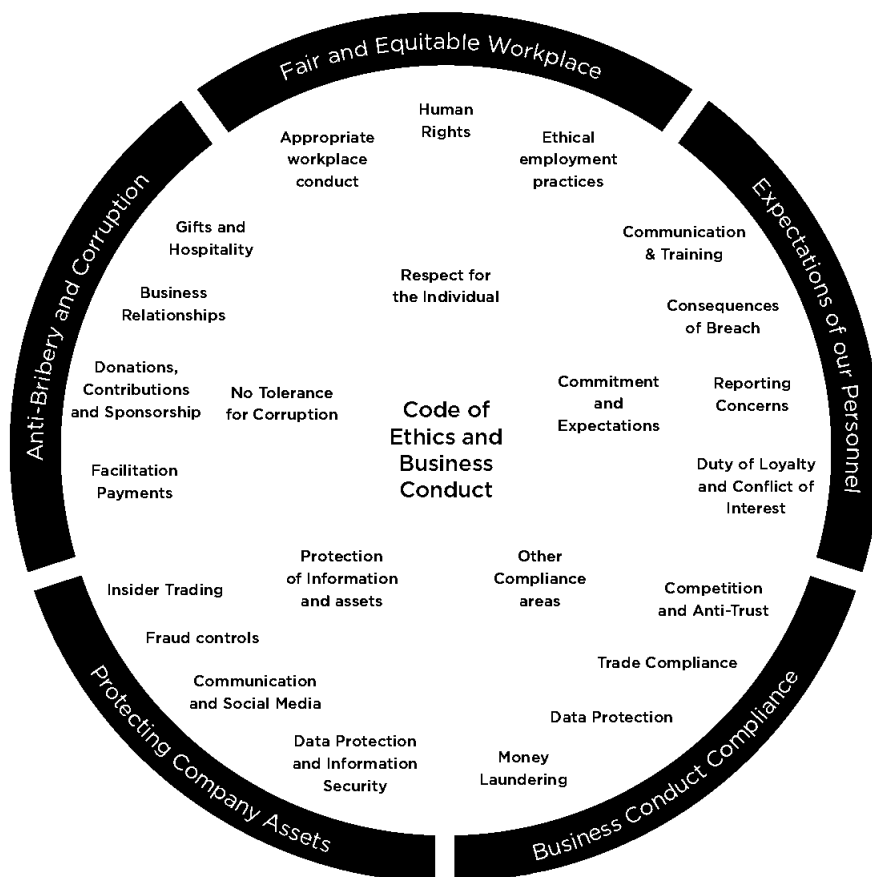 Fair and Equitable Workplace
Human
Rights
Appropriate
workplace
conduct
Ethical
employment
practices
Respect for
the Individual
Expectations of our Personnel
Communication
& Training
Consequences
of Breach
Reporting
Concerns
Duty of Loyalty
and Conflict of
Interest
Commitment
and
Expectations
Anti-Bribery and Corruption
Gifts and
Hospitality
Business
Relationships
Donations,
Contributions
and Sponsorship
Facilitation
Payments
No Tolerance
for Corruption
Code of
Ethics and
Business
Conduct
Protecting Company Assets
Protection
of Information
and assets
Insider Trading
Fraud controls
Communication
and Social Media
Data Protection
and Information
Security
Business Conduct Compliance
Other
Compliance
areas
Competition
and Anti-Trust
Trade Compliance
Data Protection
Money
Laundering